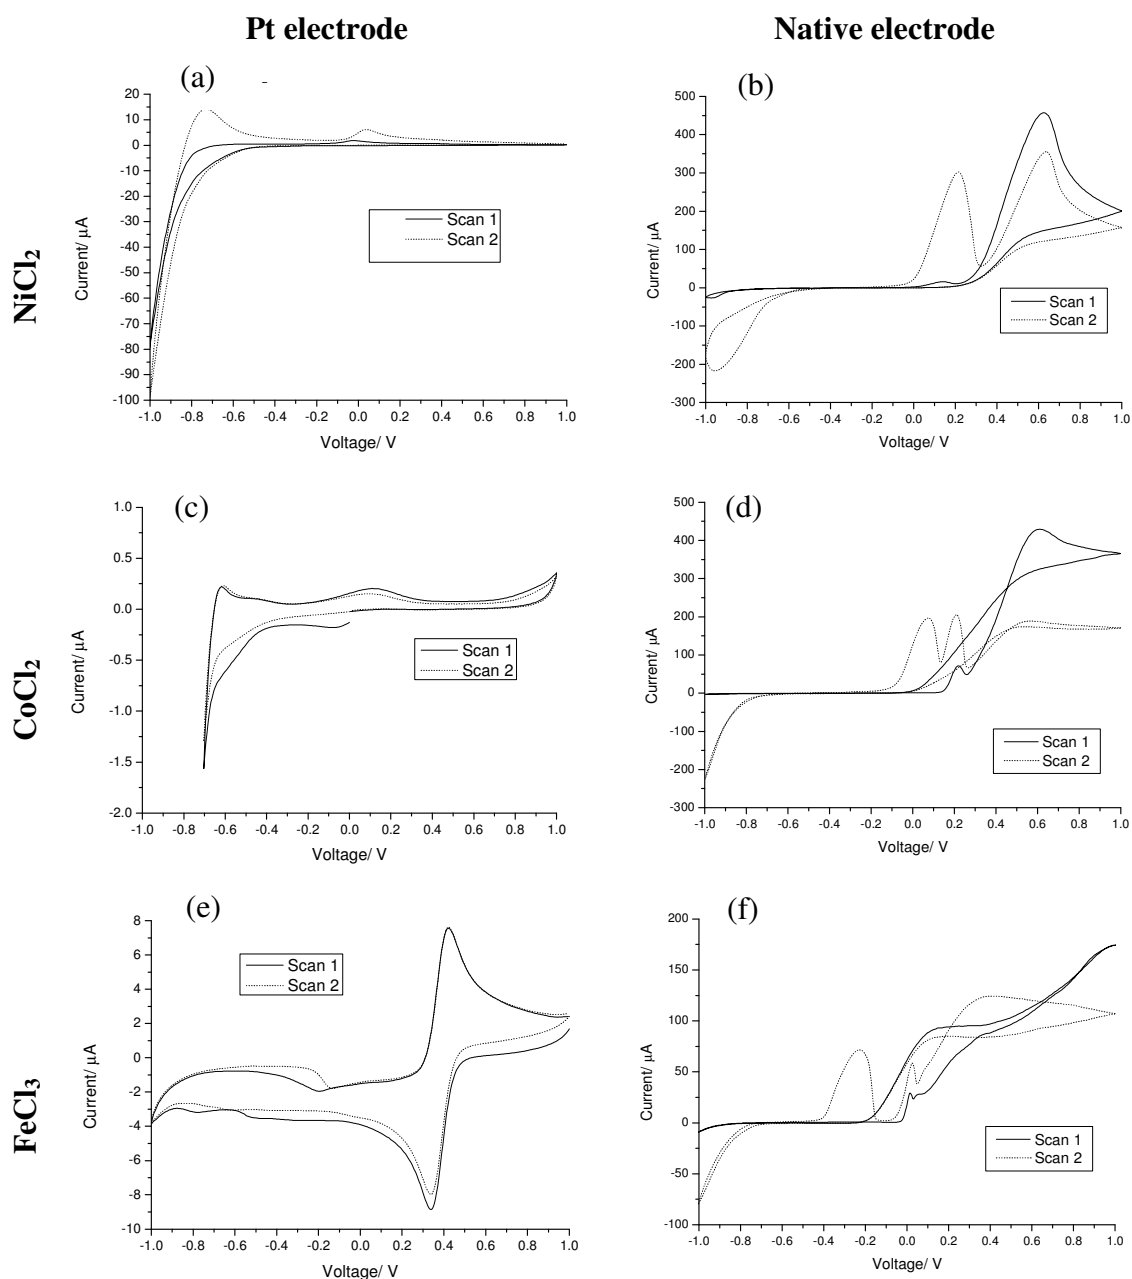 Pt electrode
Native electrode
NiCl2
(a)
20
10
0
-10
-20
-30
-40
-50
-60
-70
-80
-90
-100
Current/ μA
Scan 1
Scan 2
-1.0 -0.8 -0.6 -0.4 -0.2 0.0 0.2 0.4 0.6 0.8 1.0
Voltage/ V
(b)
500
400
300
200
100
0
-100
-200
-300
Current/ μA
Scan 1
Scan 2
-1.0 -0.8 -0.6 -0.4 -0.2 0.0 0.2 0.4 0.6 0.8 1.0
Voltage/ V
CoCl2
(c)
1.0
0.5
0.0
-0.5
-1.0
-1.5
-2.0
Current/ μA
Scan 1
Scan 2
-1.0 -0.8 -0.6 -0.4 -0.2 0.0 0.2 0.4 0.6 0.8 1.0
Voltage/ V
(d)
500
400
300
200
100
0
-100
-200
-300
Current/ μA
Scan 1
Scan 2
-1.0 -0.8 -0.6 -0.4 -0.2 0.0 0.2 0.4 0.6 0.8 1.0
Voltage/ V
FeCl3
(e)
8
6
4
2
0
-2
-4
-6
-8
-10
Current/ μA
Scan 1
Scan 2
-1.0 -0.8 -0.6 -0.4 -0.2 0.0 0.2 0.4 0.6 0.8 1.0
Voltage/ V
(f)
200
150
100
50
0
-50
-100
Current/ μA
Scan 1
Scan 2
-1.0 -0.8 -0.6 -0.4 -0.2 0.0 0.2 0.4 0.6 0.8 1.0
Voltage/ V